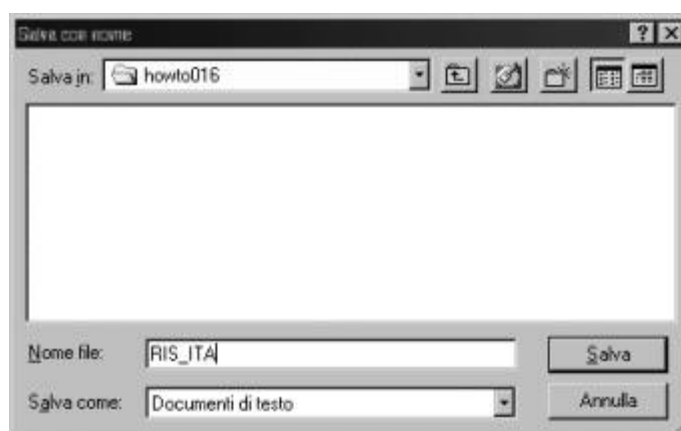 Salva con nome
Salva in: howto016
Nome file: RIS_ITA
Salva
Salva come: Documenti di testo
Annulla